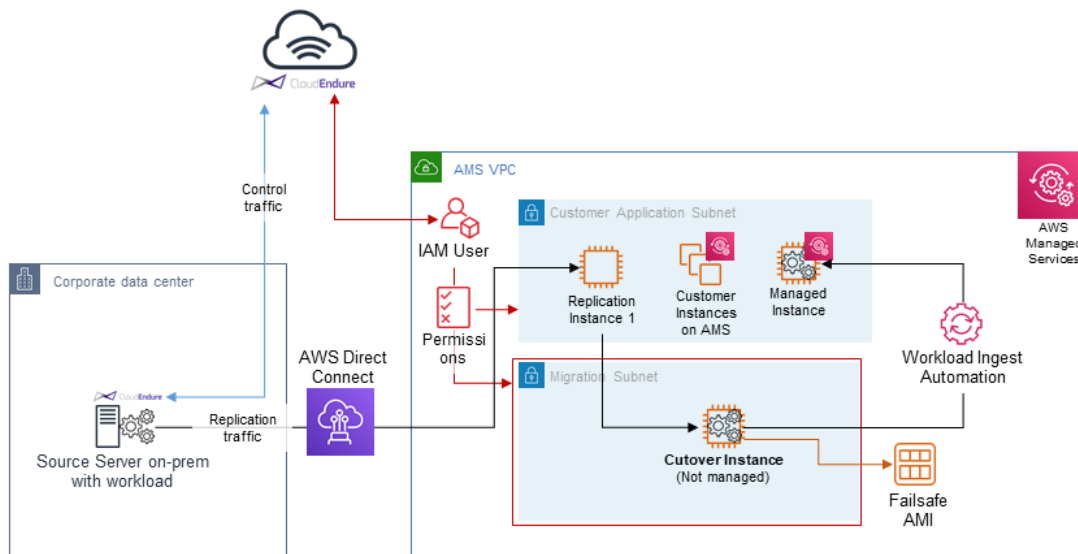 CloudEndure
Control
traffic
AMS VPC
AWS
Managed
Services
IAM User
Customer Application Subnet
Replication
Instance 1
Customer
Instances
on AMS
Managed
Instance
Corporate data center
Permissi
ons
AWS Direct
Connect
Migration Subnet
Workload Ingest
Automation
CloudEndure
Replication
traffic
Source Server on-prem
with workload
Cutover Instance
(Not managed)
Failsafe
AMI